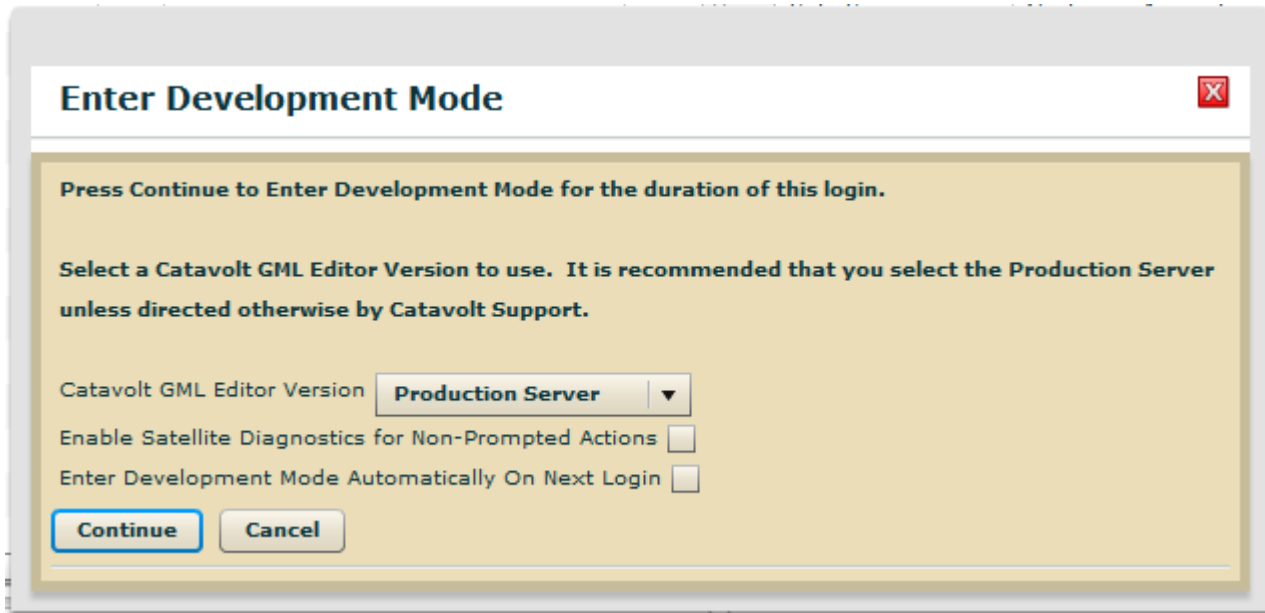 Enter Development Mode
X
Press Continue to Enter Development Mode for the duration of this login.
Select a Catavolt GML Editor Version to use.  It is recommended that you select the Production Server
unless directed otherwise by Catavolt Support.
Catavolt GML Editor Version Production Server
Enable Satellite Diagnostics for Non-Prompted Actions
Enter Development Mode Automatically On Next Login
Continue Cancel